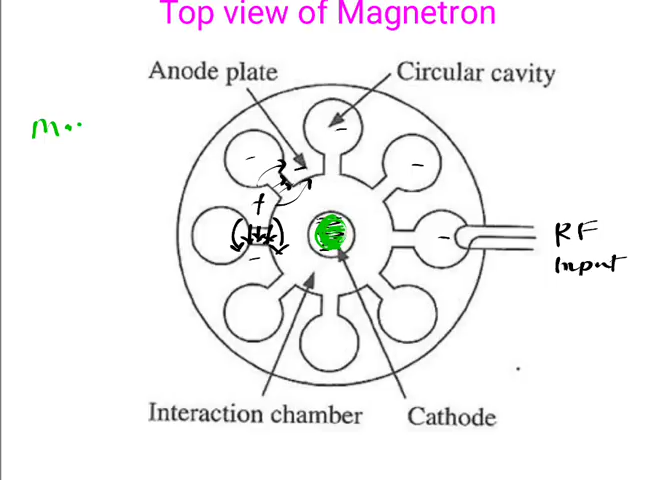 Top view of Magnetron
Anode plate
Circular cavity
RF
Input
Interaction chamber
Cathode